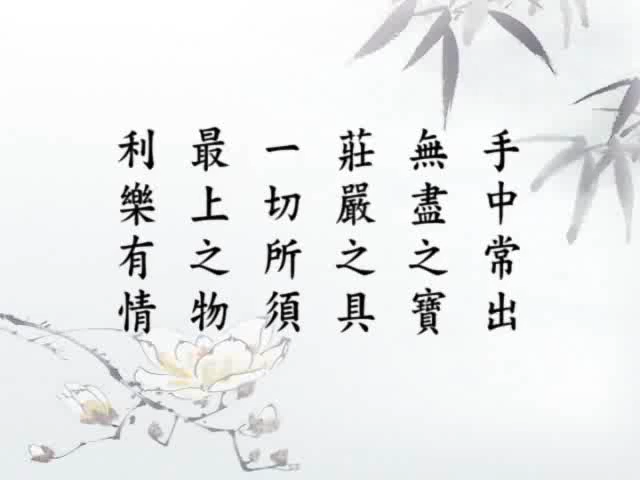 手中常出
無盡之寶
莊嚴之具
一切所須
最上之物
利樂有情